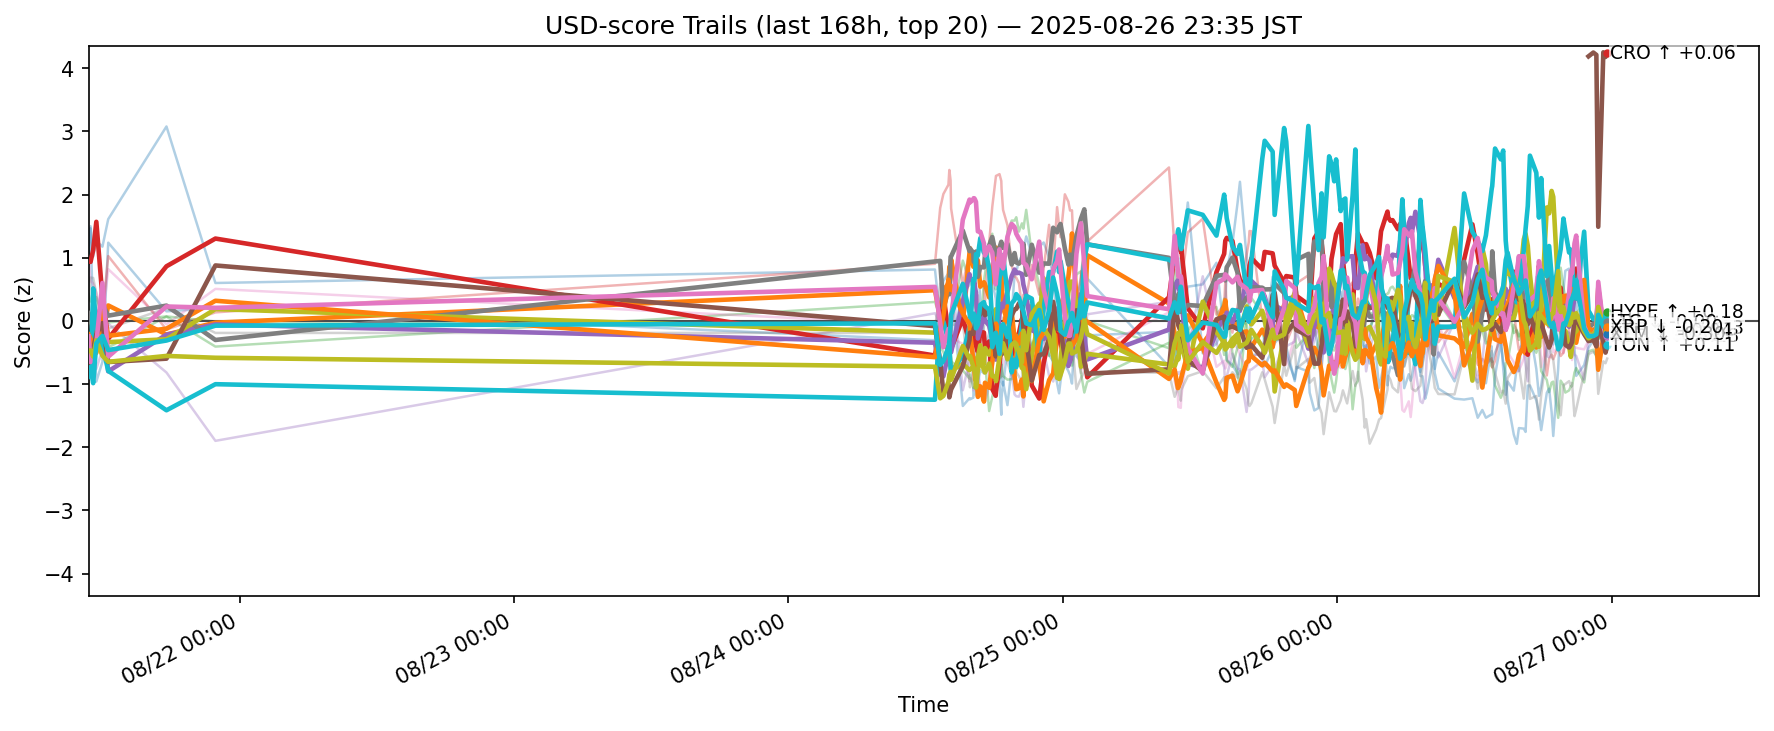 USD-score Trails (last 168h, top 20) — 2025-08-26 23:35 JST
Score (z)
4
3
2
1
0
−1
−2
−3
−4
CRO ↑ +0.06
HYPE ↑ +0.18
XRP ↓ -0.20
TON ↑ +0.11
08/22 00:00
08/23 00:00
08/24 00:00
08/25 00:00
08/26 00:00
08/27 00:00
Time